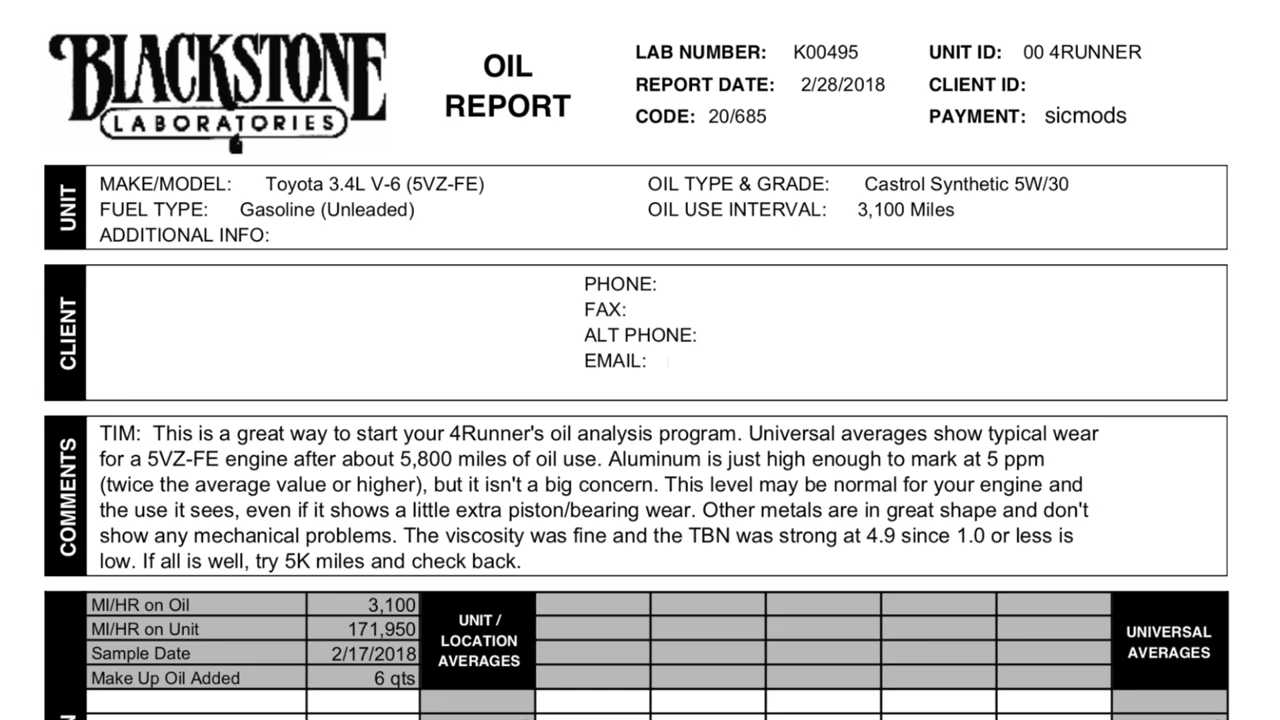 BLACKSTONE
LABORATORIES
OIL
REPORT
LAB NUMBER: K00495
REPORT DATE: 2/28/2018
CODE: 20/685
UNIT ID: 00 4RUNNER
CLIENT ID:
PAYMENT: sicmods
UNIT
MAKE/MODEL: Toyota 3.4L V-6 (5VZ-FE)
FUEL TYPE: Gasoline (Unleaded)
ADDITIONAL INFO:
OIL TYPE & GRADE: Castrol Synthetic 5W/30
OIL USE INTERVAL: 3,100 Miles
CLIENT
PHONE:
FAX:
ALT PHONE:
EMAIL:
COMMENTS
TIM: This is a great way to start your 4Runner's oil analysis program. Universal averages show typical wear
for a 5VZ-FE engine after about 5,800 miles of oil use. Aluminum is just high enough to mark at 5 ppm
(twice the average value or higher), but it isn't a big concern. This level may be normal for your engine and
the use it sees, even if it shows a little extra piston/bearing wear. Other metals are in great shape and don't
show any mechanical problems. The viscosity was fine and the TBN was strong at 4.9 since 1.0 or less is
low. If all is well, try 5K miles and check back.
MI/HR on Oil 3,100
MI/HR on Unit 171,950
Sample Date 2/17/2018
Make Up Oil Added 6 qts
UNIT /
LOCATION
AVERAGES
UNIVERSAL
AVERAGES
N